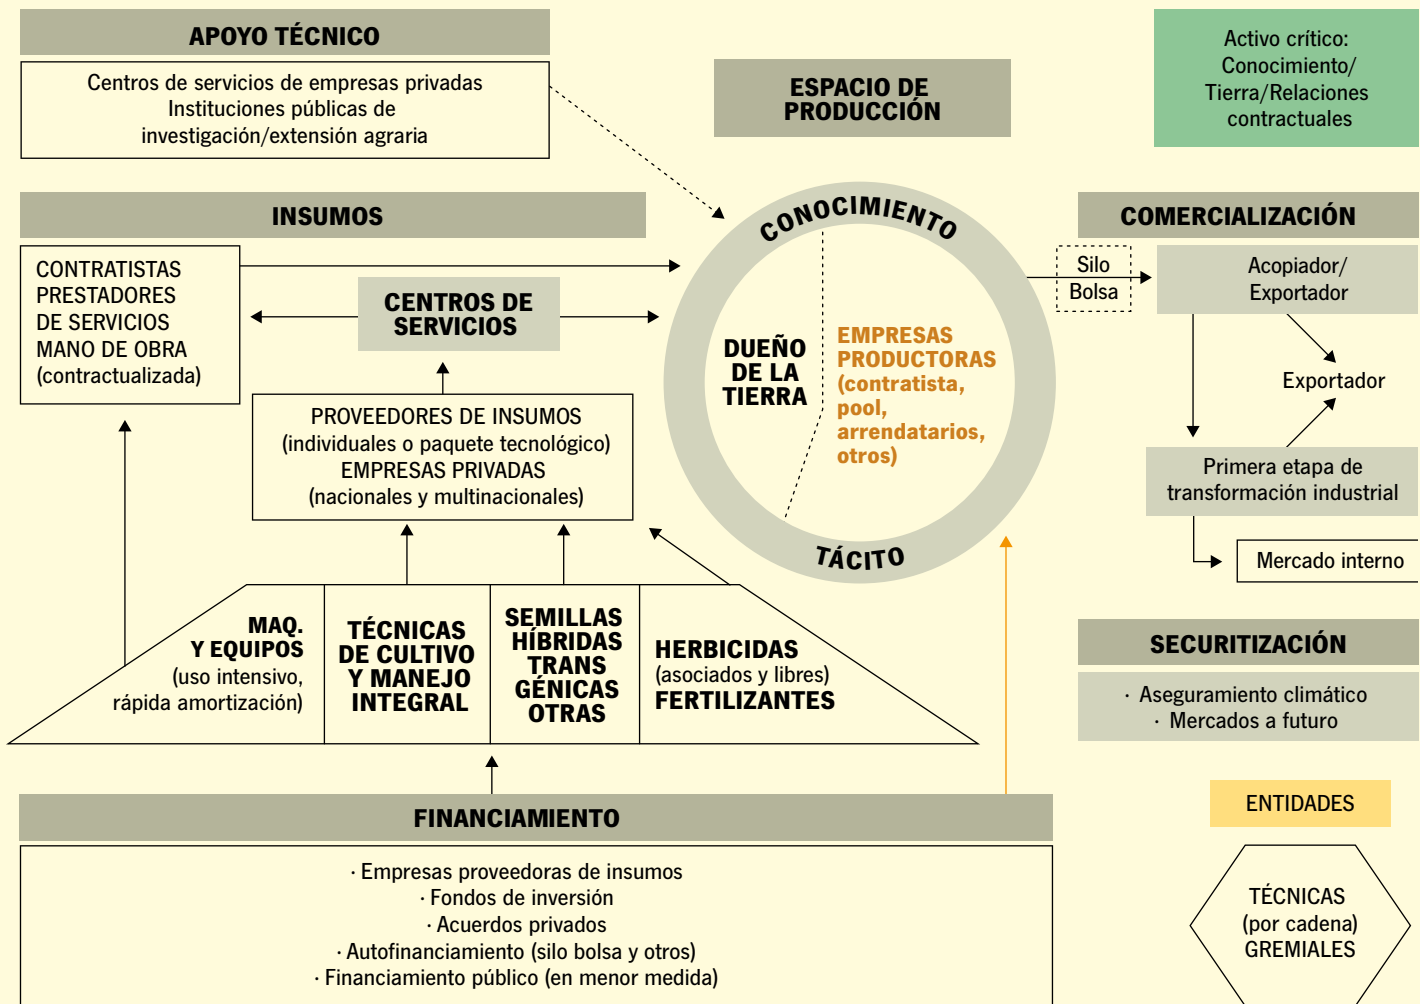 APOYO TÉCNICO
Centros de servicios de empresas privadas
Instituciones públicas de
investigación/extensión agraria
ESPACIO DE
PRODUCCIÓN
Activo crítico:
Conocimiento/
Tierra/Relaciones
contractuales
INSUMOS
CONTRATISTAS
PRESTADORES
DE SERVICIOS
MANO DE OBRA
(contractualizada)
CENTROS DE
SERVICIOS
PROVEEDORES DE INSUMOS
(individuales o paquete tecnológico)
EMPRESAS PRIVADAS
(nacionales y multinacionales)
CONOCIMIENTO
DUEÑO
DE LA
TIERRA
EMPRESAS
PRODUCTORAS
(contratista,
pool,
arrendatarios,
otros)
TÁCITO
COMERCIALIZACIÓN
Silo
Bolsa
Acopiador/
Exportador
Exportador
Primera etapa de
transformación industrial
Mercado interno
MAQ.
Y EQUIPOS
(uso intensivo,
rápida amortización)
TÉCNICAS
DE CULTIVO
Y MANEJO
INTEGRAL
SEMILLAS
HÍBRIDAS
TRANS
GÉNICAS
OTRAS
HERBICIDAS
(asociados y libres)
FERTILIZANTES
SECURITIZACIÓN
· Aseguramiento climático
· Mercados a futuro
FINANCIAMIENTO
· Empresas proveedoras de insumos
· Fondos de inversión
· Acuerdos privados
· Autofinanciamiento (silo bolsa y otros)
· Financiamiento público (en menor medida)
ENTIDADES
TÉCNICAS
(por cadena)
GREMIALES